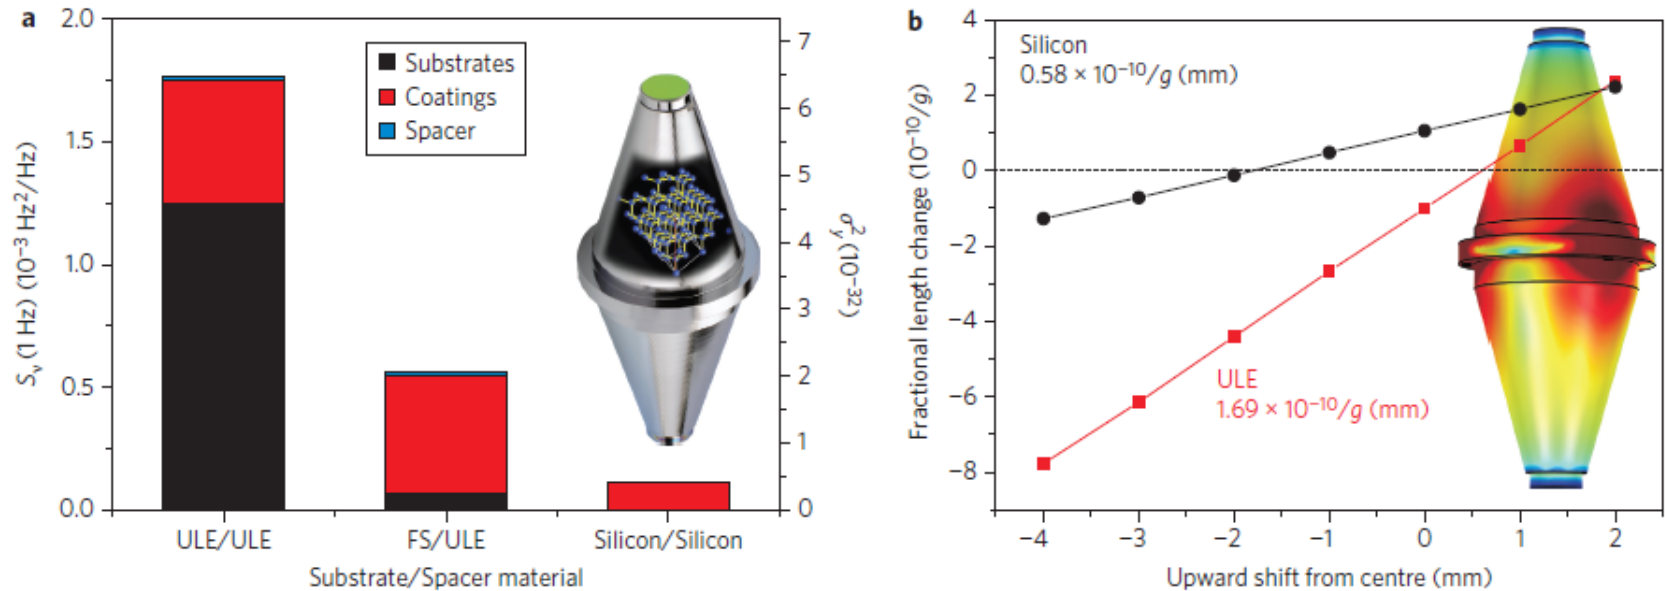 a
2.0
1.5
1.0
0.5
0.0
S_ν (1 Hz) (10⁻³ Hz²/Hz)
Substrates
Coatings
Spacer
7
6
5
4
3
2
1
0
σ_y² (10⁻³²)
ULE/ULE
FS/ULE
Silicon/Silicon
Substrate/Spacer material
b
4
2
0
−2
−4
−6
−8
Fractional length change (10⁻¹⁰/g)
Silicon
0.58 × 10⁻¹⁰/g (mm)
ULE
1.69 × 10⁻¹⁰/g (mm)
−4
−3
−2
−1
0
1
2
Upward shift from centre (mm)